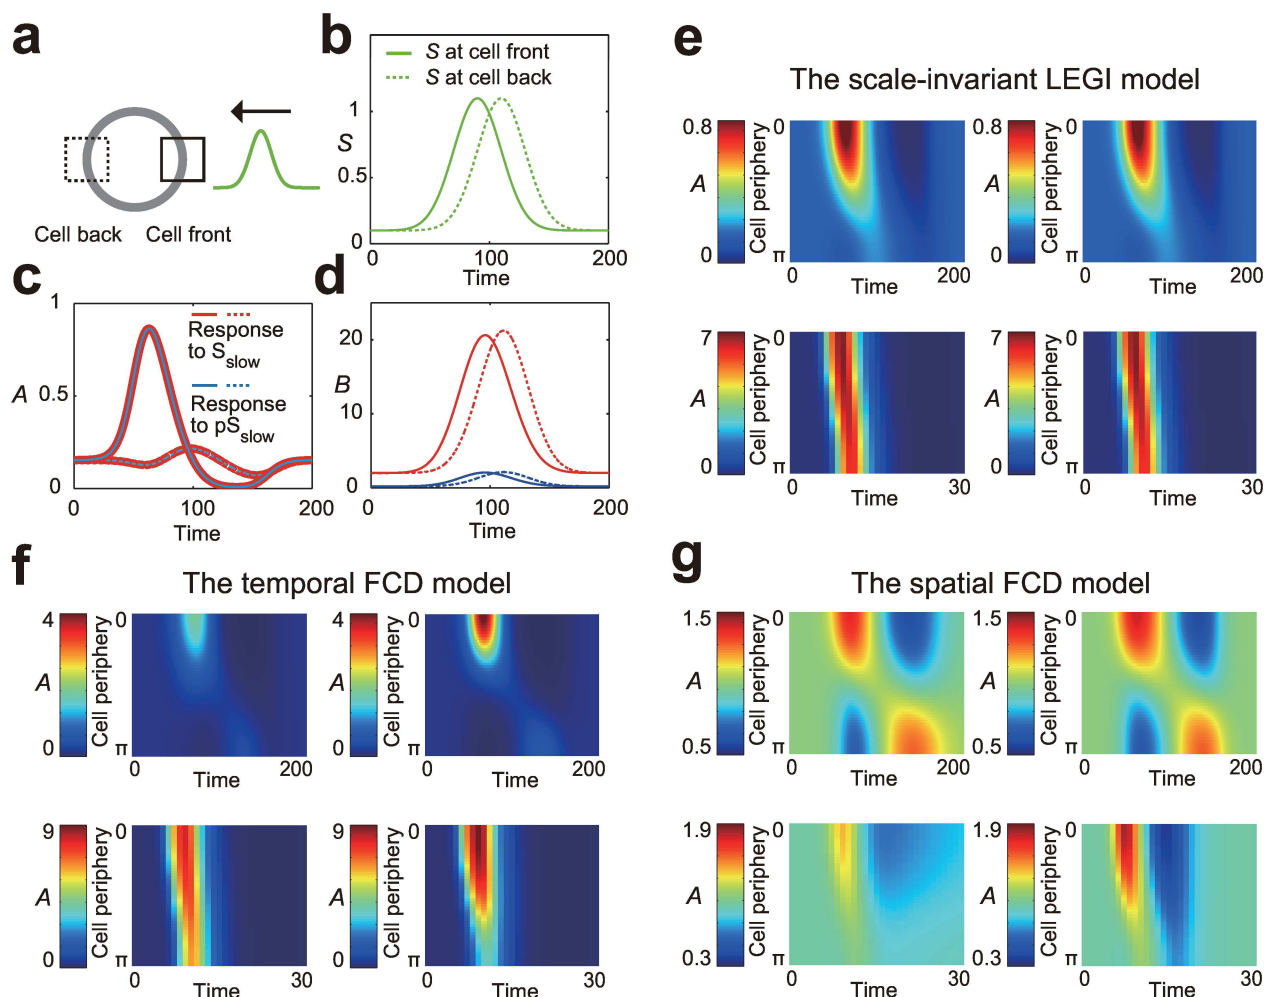 a
Cell back
Cell front
b
S at cell front
S at cell back
1
S
0.5
0
0
100
200
Time
c
1
Response
to Sslow
A
0.5
Response
to pSslow
0
0
100
200
Time
d
20
B
10
0
0
100
200
Time
e
The scale-invariant LEGI model
0.8
A
0
Cell periphery
0
π
0
200
Time
0.8
A
0
Cell periphery
0
π
0
200
Time
7
A
0
Cell periphery
0
π
0
30
Time
7
A
0
Cell periphery
0
π
0
30
Time
f
The temporal FCD model
4
A
0
Cell periphery
0
π
0
200
Time
4
A
0
Cell periphery
0
π
0
200
Time
9
A
0
Cell periphery
0
π
0
30
Time
9
A
0
Cell periphery
0
π
0
30
Time
g
The spatial FCD model
1.5
A
0.5
Cell periphery
0
π
0
200
Time
1.5
A
0.5
Cell periphery
0
π
0
200
Time
1.9
A
0.3
Cell periphery
0
π
0
30
Time
1.9
A
0.3
Cell periphery
0
π
0
30
Time